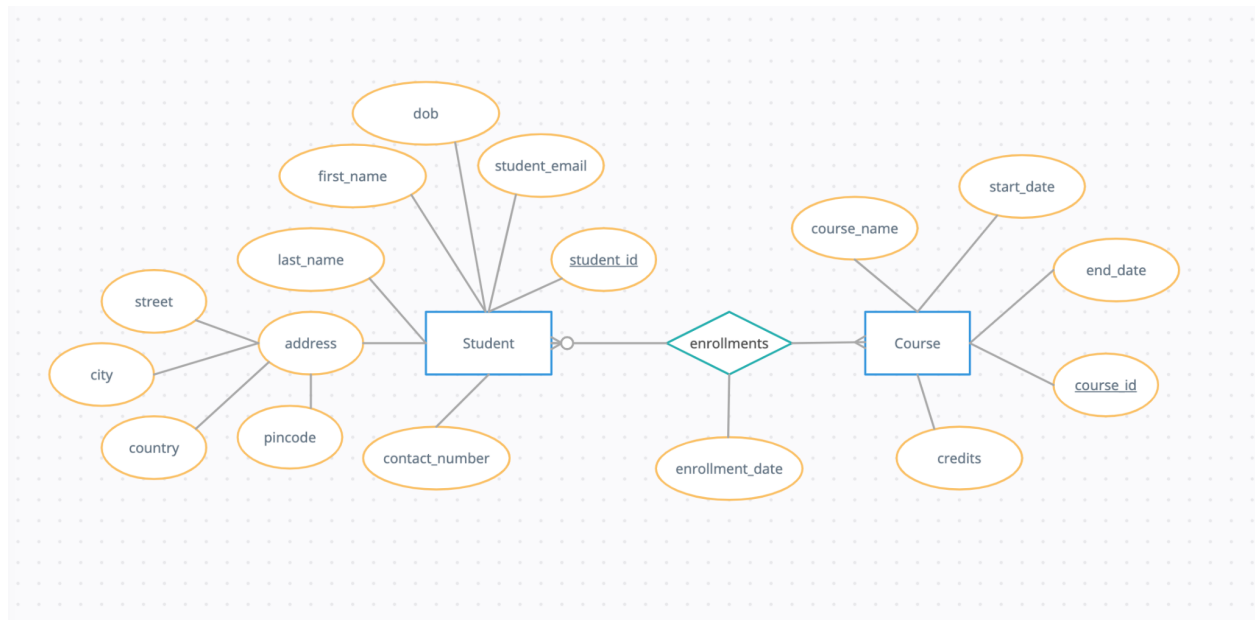 dob
student_email
first_name
start_date
course_name
last_name
student_id
end_date
street
address
Student
enrollments
Course
city
course_id
country
pincode
contact_number
enrollment_date
credits